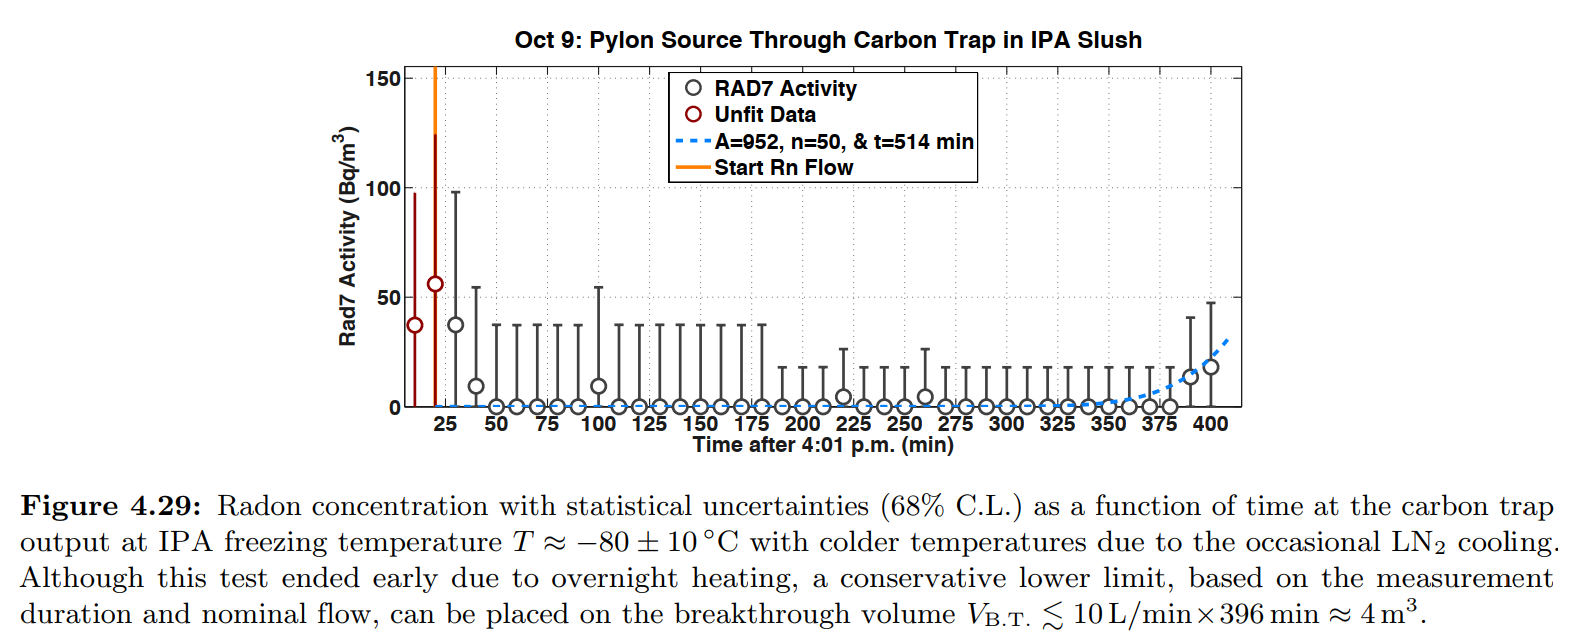 Oct 9: Pylon Source Through Carbon Trap in IPA Slush
Rad7 Activity (Bq/m³)
150
100
50
0
RAD7 Activity
Unfit Data
A=952, n=50, & t=514 min
Start Rn Flow
25 50 75 100 125 150 175 200 225 250 275 300 325 350 375 400
Time after 4:01 p.m. (min)
Figure 4.29: Radon concentration with statistical uncertainties (68% C.L.) as a function of time at the carbon trap
output at IPA freezing temperature T ≈ −80 ± 10 °C with colder temperatures due to the occasional LN₂ cooling.
Although this test ended early due to overnight heating, a conservative lower limit, based on the measurement
duration and nominal flow, can be placed on the breakthrough volume V_B.T. ≲ 10 L/min×396 min ≈ 4 m³.